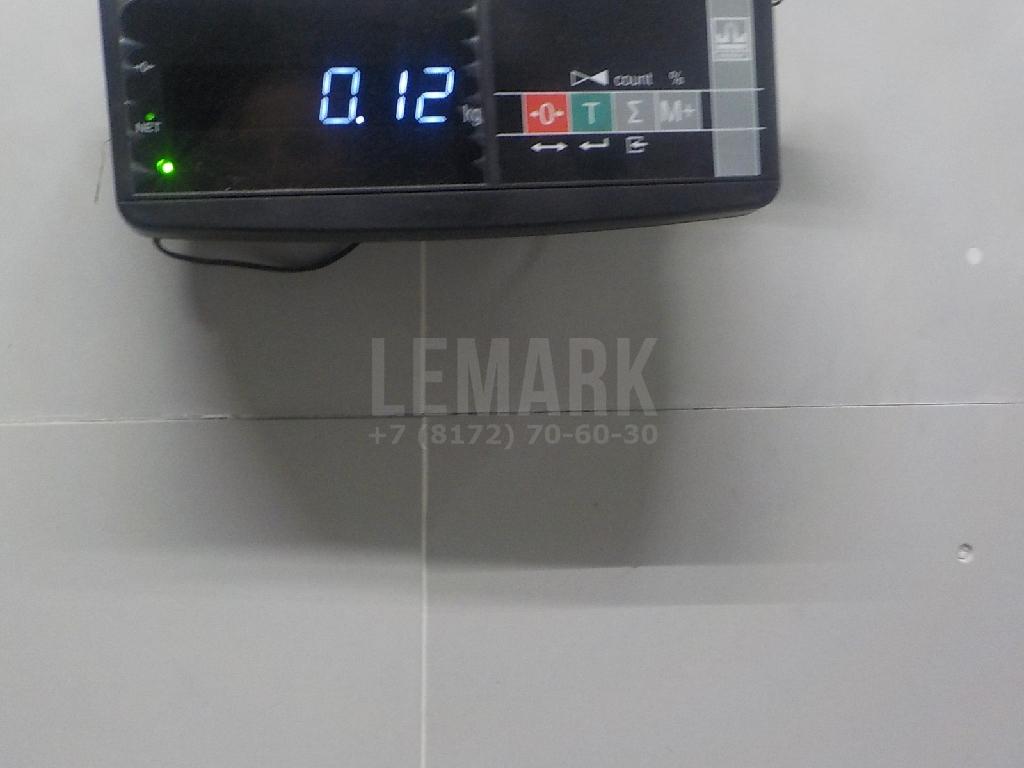 0.12 kg
count %
→0← T Σ M+
NET
LEMARK
+7 (8172) 70-60-30